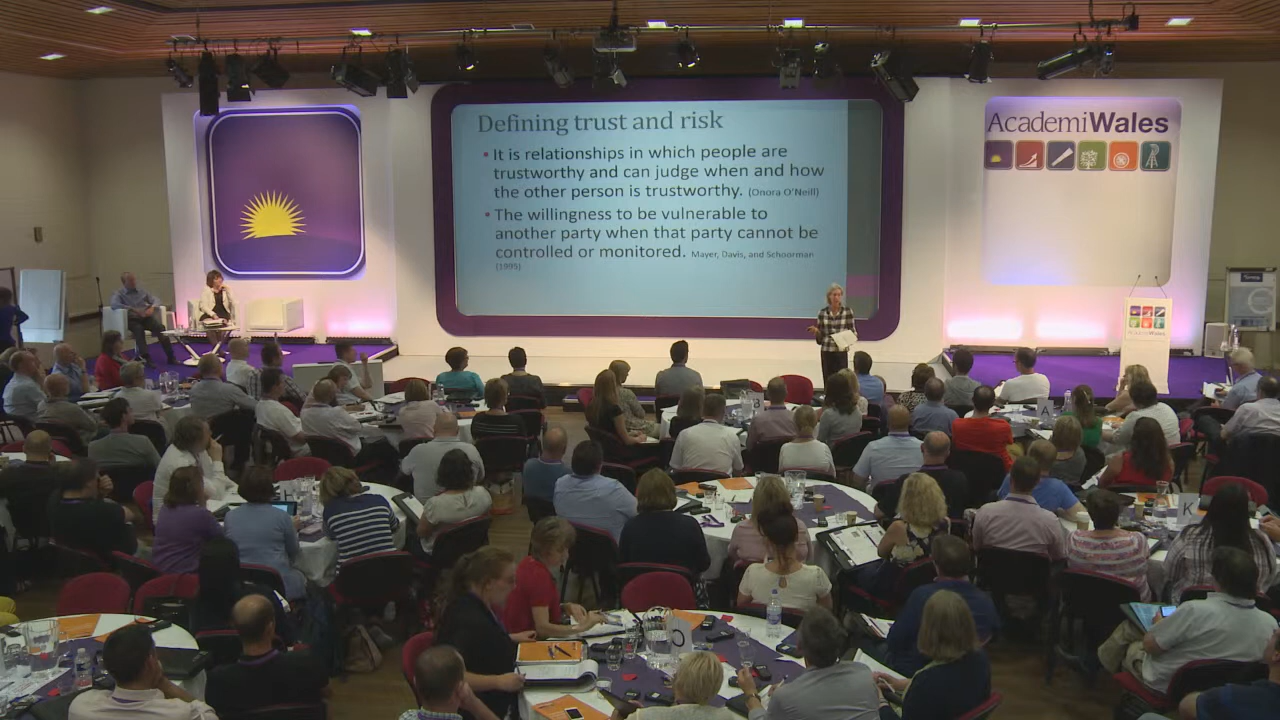 Defining trust and risk
▪ It is relationships in which people are
trustworthy and can judge when and how
the other person is trustworthy. (Onora O'Neill)
▪ The willingness to be vulnerable to
another party when that party cannot be
controlled or monitored. Mayer, Davis, and Schoorman
(1995)
AcademiWales
AcademiWales
B
A
K
O